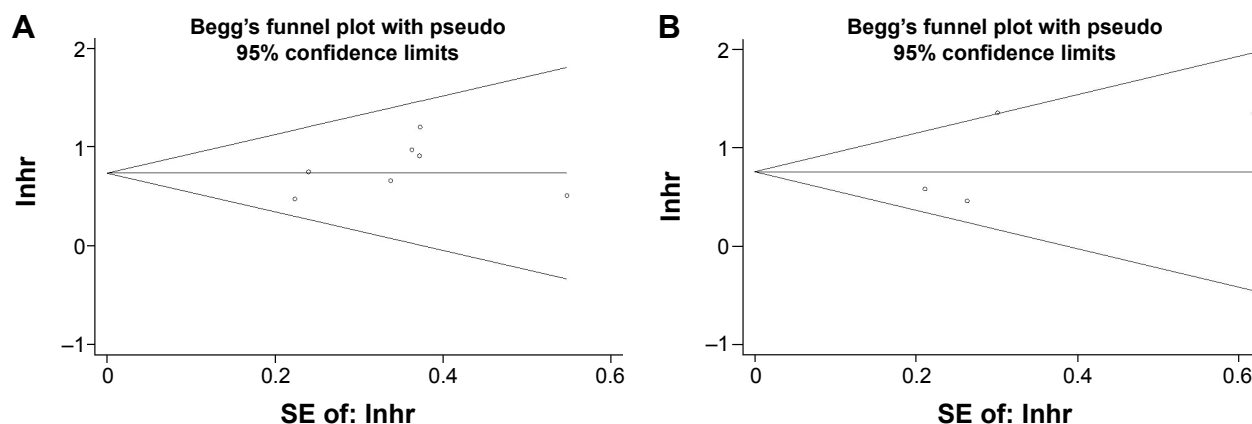 A
Begg's funnel plot with pseudo
95% confidence limits
2
1
0
–1
lnhr
0
0.2
0.4
0.6
SE of: lnhr
B
Begg's funnel plot with pseudo
95% confidence limits
2
1
0
–1
lnhr
0
0.2
0.4
0.6
SE of: lnhr